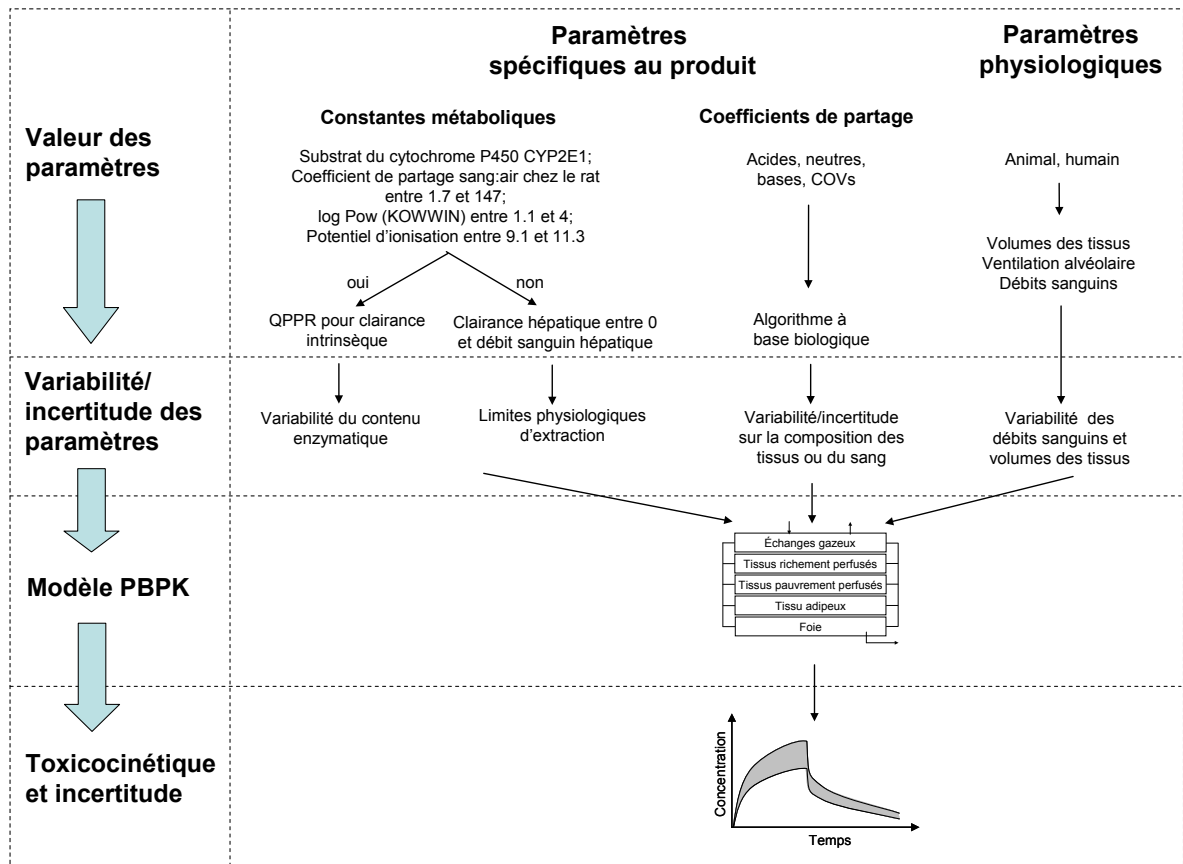 Paramètres
spécifiques au produit
Paramètres
physiologiques
Valeur des
paramètres
Constantes métaboliques
Substrat du cytochrome P450 CYP2E1;
Coefficient de partage sang:air chez le rat
entre 1.7 et 147;
log Pow (KOWWIN) entre 1.1 et 4;
Potentiel d'ionisation entre 9.1 et 11.3
oui
non
QPPR pour clairance
intrinsèque
Clairance hépatique entre 0
et débit sanguin hépatique
Coefficients de partage
Acides, neutres,
bases, COVs
Algorithme à
base biologique
Animal, humain
Volumes des tissus
Ventilation alvéolaire
Débits sanguins
Variabilité/
incertitude des
paramètres
Variabilité du contenu
enzymatique
Limites physiologiques
d'extraction
Variabilité/incertitude
sur la composition des
tissus ou du sang
Variabilité des
débits sanguins et
volumes des tissus
Modèle PBPK
Échanges gazeux
Tissus richement perfusés
Tissus pauvrement perfusés
Tissu adipeux
Foie
Toxicocinétique
et incertitude
Concentration
Temps